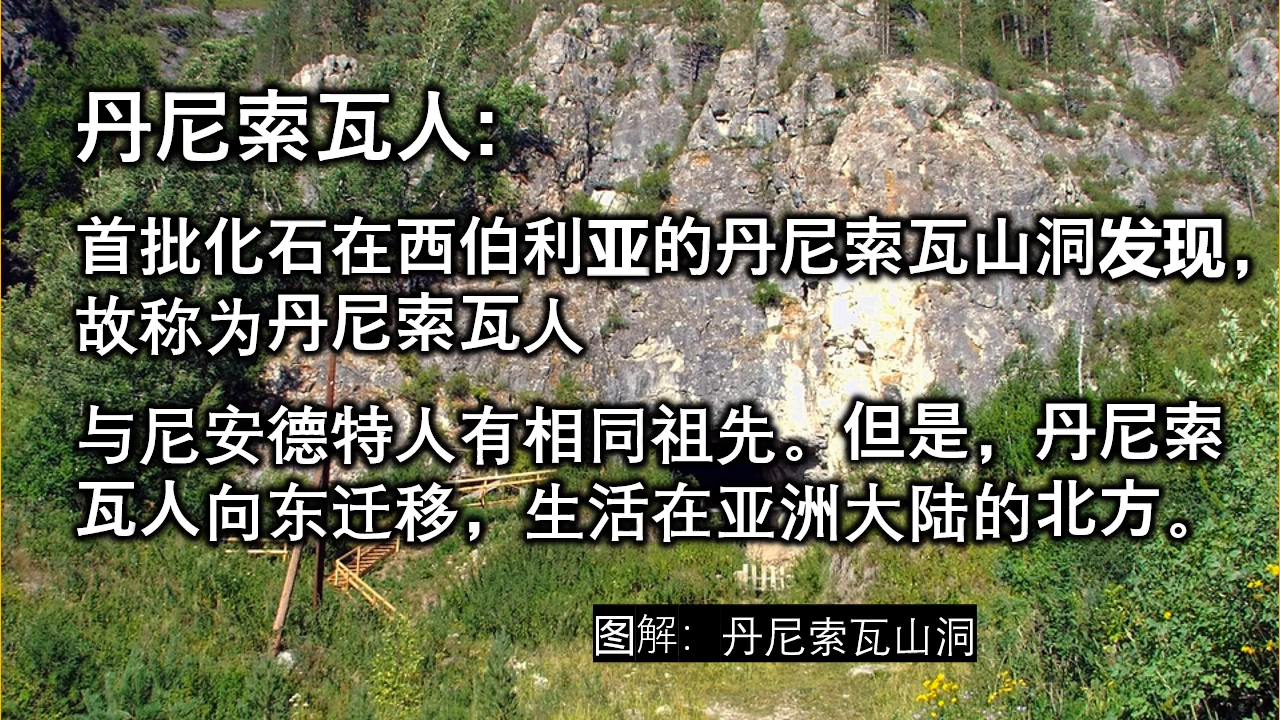 丹尼索瓦人:
首批化石在西伯利亚的丹尼索瓦山洞发现，
故称为丹尼索瓦人
与尼安德特人有相同祖先。但是，丹尼索
瓦人向东迁移，生活在亚洲大陆的北方。
图解：丹尼索瓦山洞